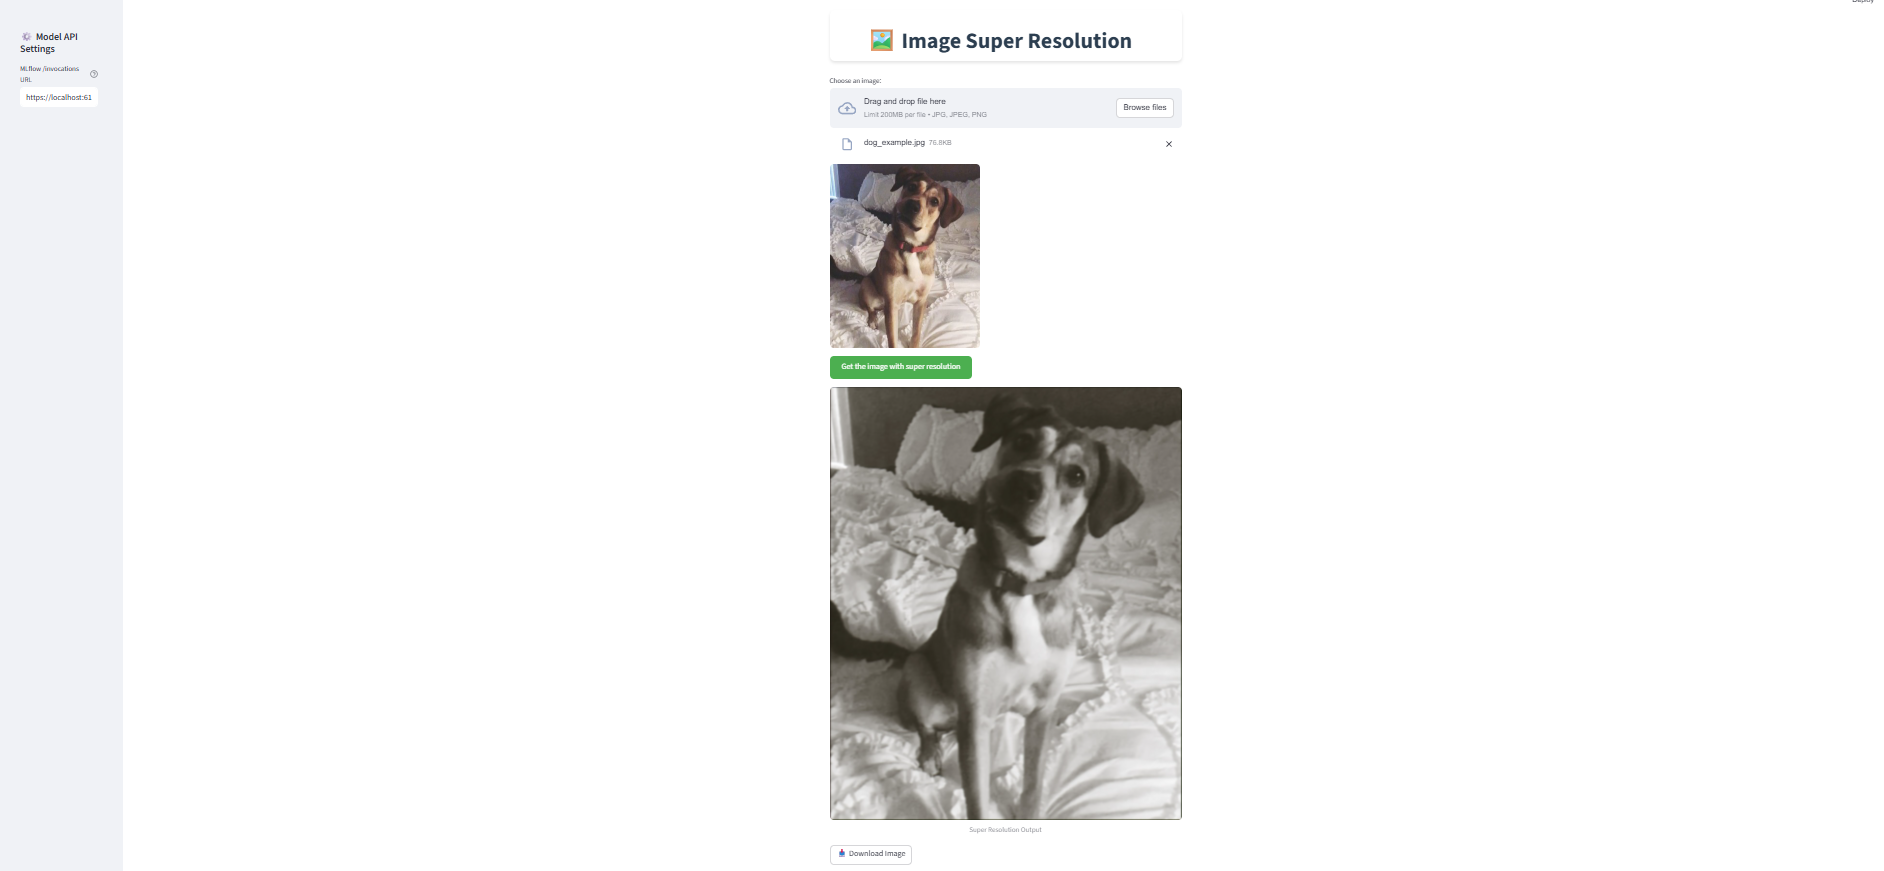 Model API
Settings
MLflow /invocations
URL
https://localhost:61
Image Super Resolution
Choose an image:
Drag and drop file here
Limit 200MB per file • JPG, JPEG, PNG
Browse files
dog_example.jpg 76.8KB
Get the image with super resolution
Super Resolution Output
Download Image